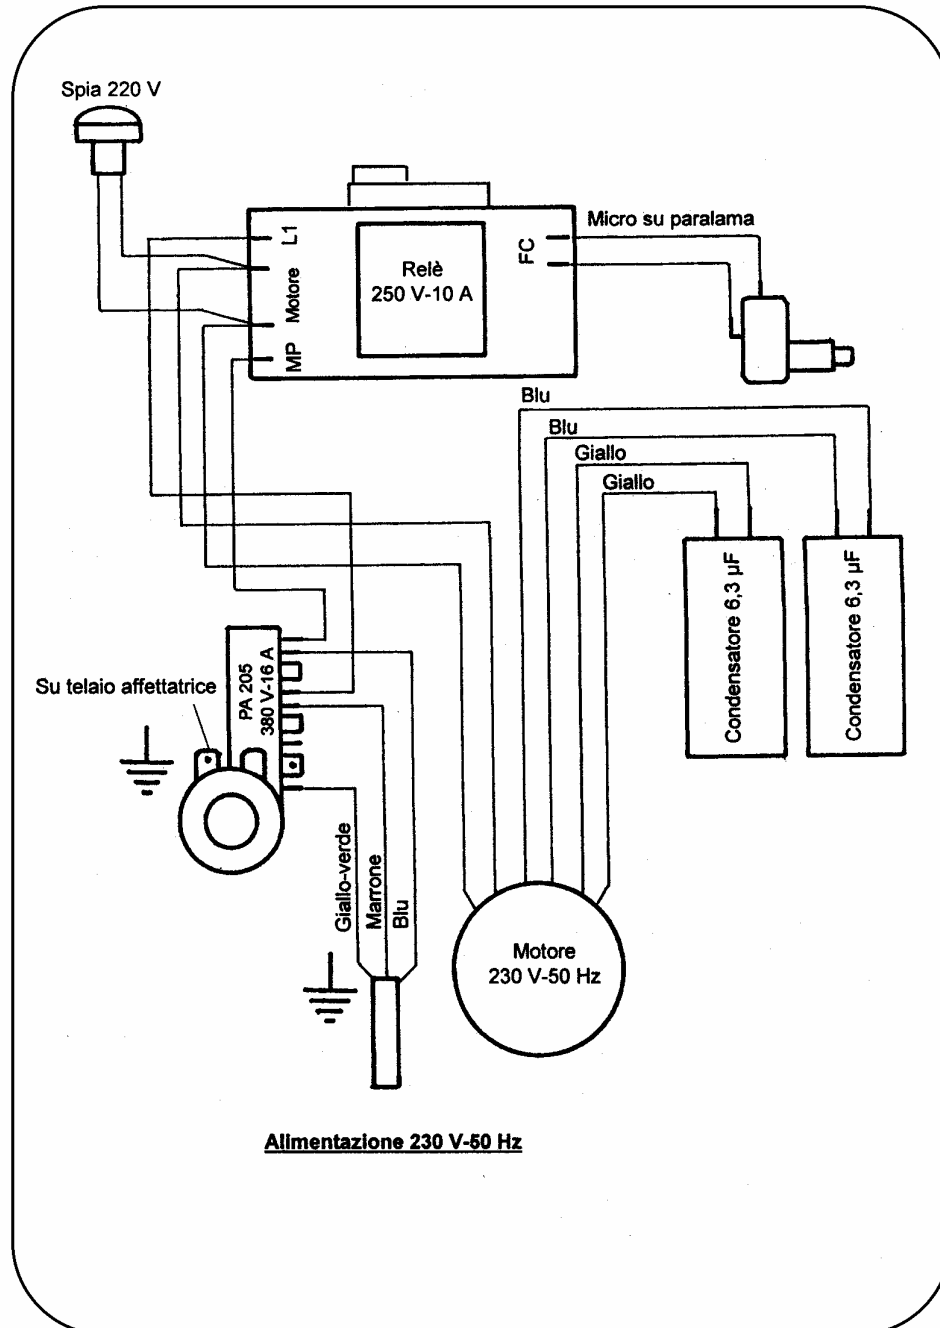 Spia 220 V
L1
Motore
MP
Relè
250 V-10 A
FC
Micro su paralama
Blu
Blu
Giallo
Giallo
Condensatore 6,3 µF
Condensatore 6,3 µF
Su telaio affettatrice
PA 205
380 V-16 A
Giallo-verde
Marrone
Blu
Motore
230 V-50 Hz
Alimentazione 230 V-50 Hz